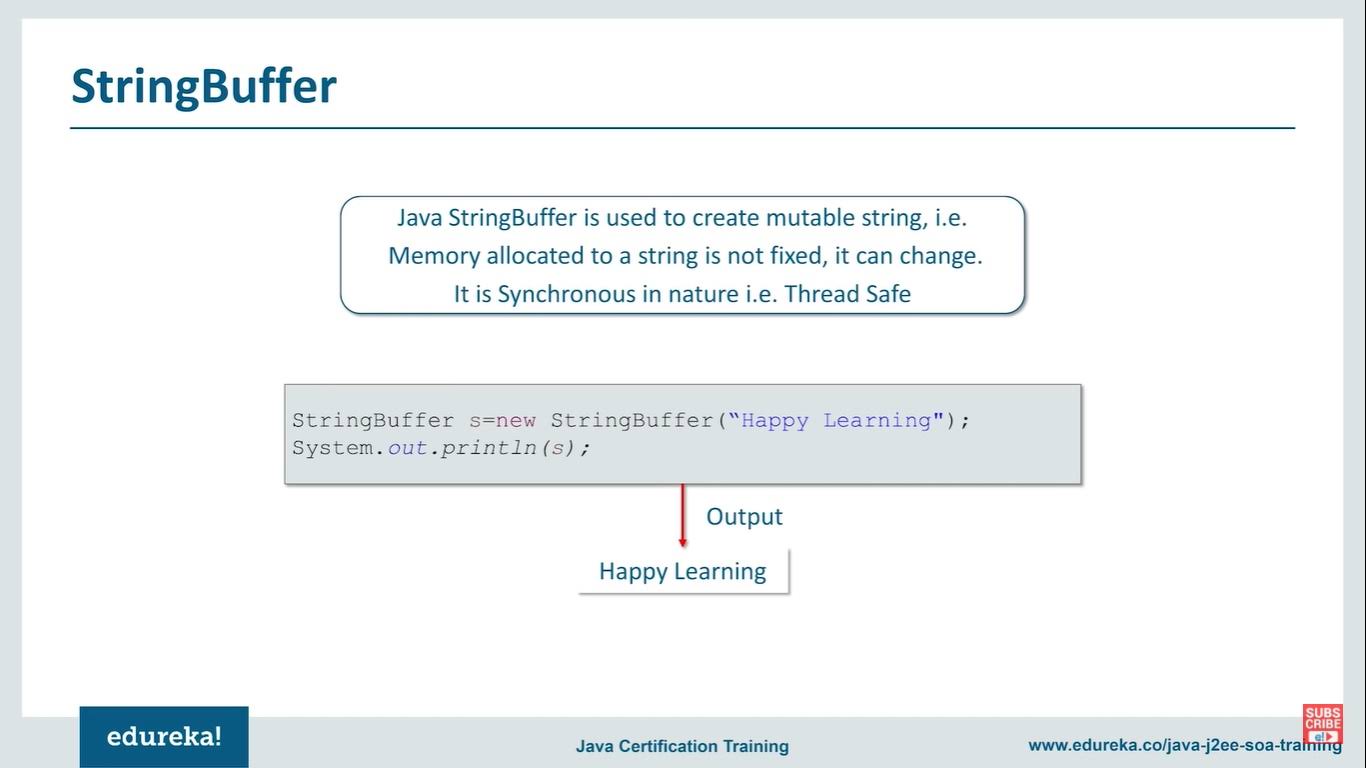 StringBuffer
Java StringBuffer is used to create mutable string, i.e.
Memory allocated to a string is not fixed, it can change.
It is Synchronous in nature i.e. Thread Safe
StringBuffer s=new StringBuffer(‟Happy Learning");
System.out.println(s);
Output
Happy Learning
edureka!
Java Certification Training
www.edureka.co/java-j2ee-soa-training
SUBS
CRIBE
e!